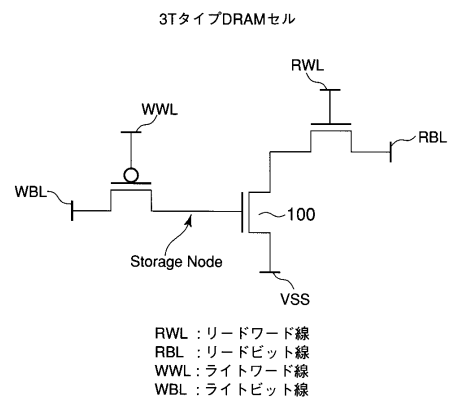 3TタイプDRAMセル
RWL
WWL
RBL
WBL
100
Storage Node
VSS
RWL：リードワード線
RBL：リードビット線
WWL：ライトワード線
WBL：ライトビット線